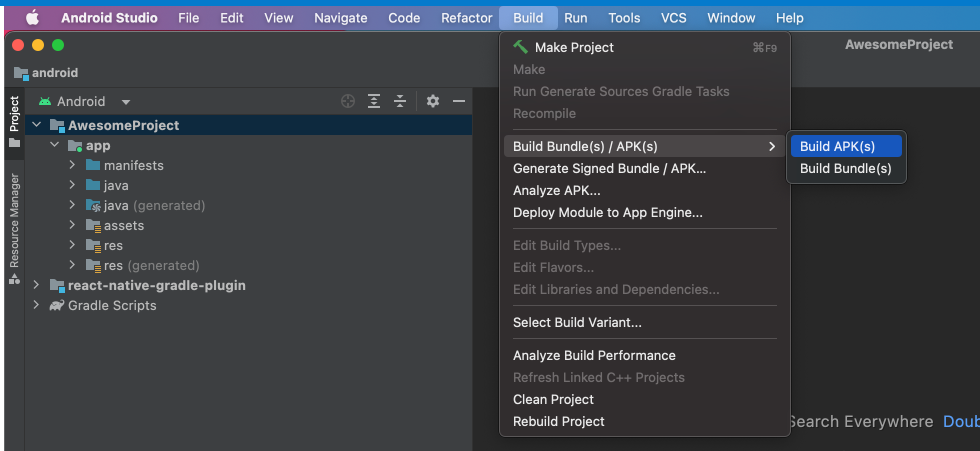 Android Studio File Edit View Navigate Code Refactor Build Run Tools VCS Window Help
AwesomeProject
android
Project
Resource Manager
Android
AwesomeProject
app
manifests
java
java (generated)
assets
res
res (generated)
react-native-gradle-plugin
Gradle Scripts
Make Project ⌘F9
Make
Run Generate Sources Gradle Tasks
Recompile
Build Bundle(s) / APK(s)
Generate Signed Bundle / APK...
Analyze APK...
Deploy Module to App Engine...
Edit Build Types...
Edit Flavors...
Edit Libraries and Dependencies...
Select Build Variant...
Analyze Build Performance
Refresh Linked C++ Projects
Clean Project
Rebuild Project
Build APK(s)
Build Bundle(s)
Search Everywhere Doub